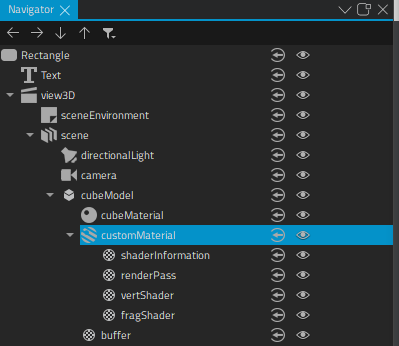 Navigator
Rectangle
Text
view3D
sceneEnvironment
scene
directionalLight
camera
cubeModel
cubeMaterial
customMaterial
shaderInformation
renderPass
vertShader
fragShader
buffer